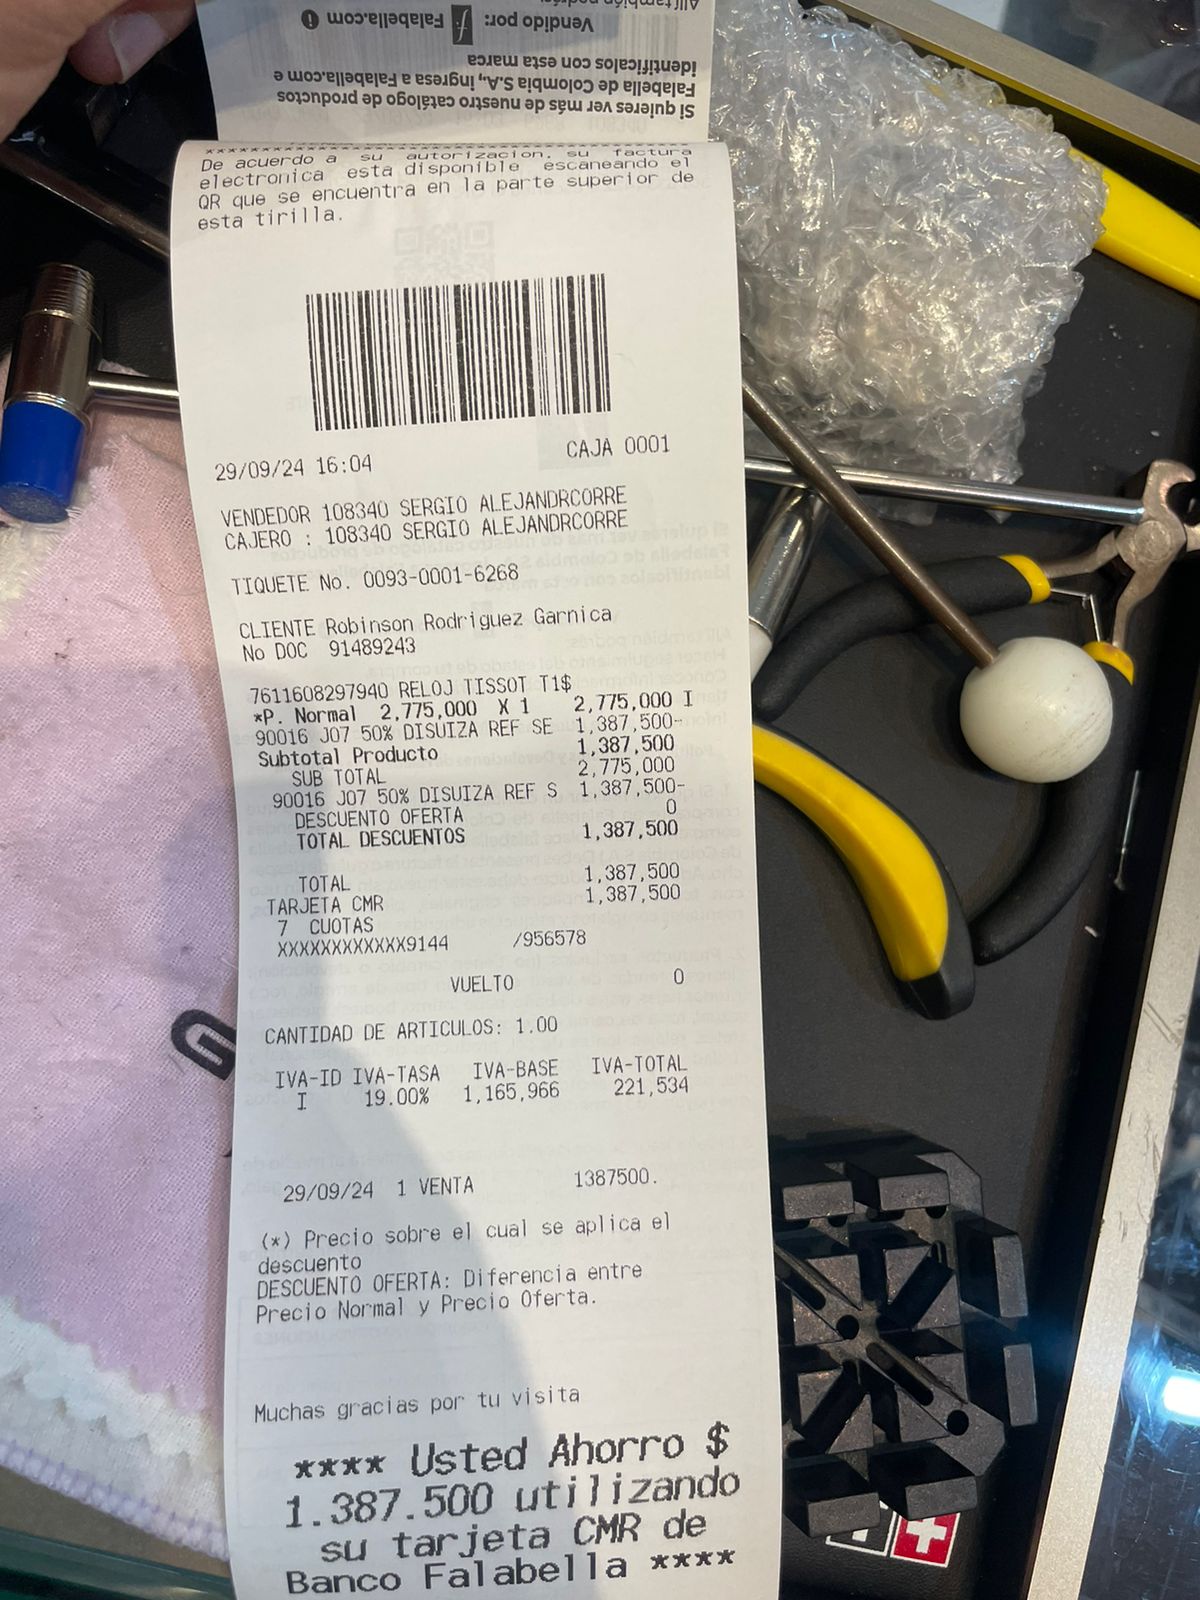 Allí también podrás:
Vendido por: f Falabella.com
identifícalos con esta marca
Falabella de Colombia S.A., ingresa a Falabella.com e
Si quieres ver más de nuestro catálogo de productos
****************************************
De acuerdo a su autorizacion, su factura
electronica esta disponible escaneando el
QR que se encuentra en la parte superior de
esta tirilla.
29/09/24 16:04 CAJA 0001
VENDEDOR 108340 SERGIO ALEJANDRCORRE
CAJERO : 108340 SERGIO ALEJANDRCORRE
TIQUETE No. 0093-0001-6268
CLIENTE Robinson Rodriguez Garnica
No DOC 91489243
7611608297940 RELOJ TISSOT T1$
*P. Normal 2,775,000 X 1 2,775,000 I
90016 J07 50% DISUIZA REF SE 1,387,500-
Subtotal Producto 1,387,500
SUB TOTAL 2,775,000
90016 J07 50% DISUIZA REF S 1,387,500-
DESCUENTO OFERTA 0
TOTAL DESCUENTOS 1,387,500
TOTAL 1,387,500
TARJETA CMR 1,387,500
7 CUOTAS
XXXXXXXXXXXX9144 /956578
VUELTO 0
CANTIDAD DE ARTICULOS: 1.00
IVA-ID IVA-TASA IVA-BASE IVA-TOTAL
I 19.00% 1,165,966 221,534
29/09/24 1 VENTA 1387500.
(*) Precio sobre el cual se aplica el
descuento
DESCUENTO OFERTA: Diferencia entre
Precio Normal y Precio Oferta.
Muchas gracias por tu visita
**** Usted Ahorro $
1.387.500 utilizando
su tarjeta CMR de
Banco Falabella ****